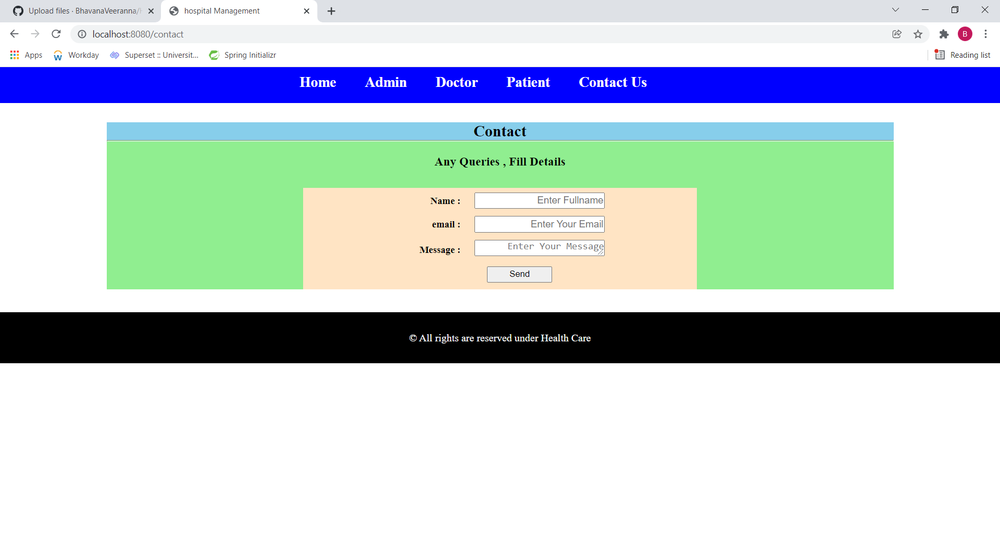 Upload files · BhavanaVeeranna/
hospital Management
localhost:8080/contact
B
Apps
Workday
Superset :: Universit...
Spring Initializr
Reading list
Home Admin Doctor Patient Contact Us
Contact
Any Queries , Fill Details
Name : Enter Fullname
email : Enter Your Email
Message : Enter Your Message
Send
© All rights are reserved under Health Care